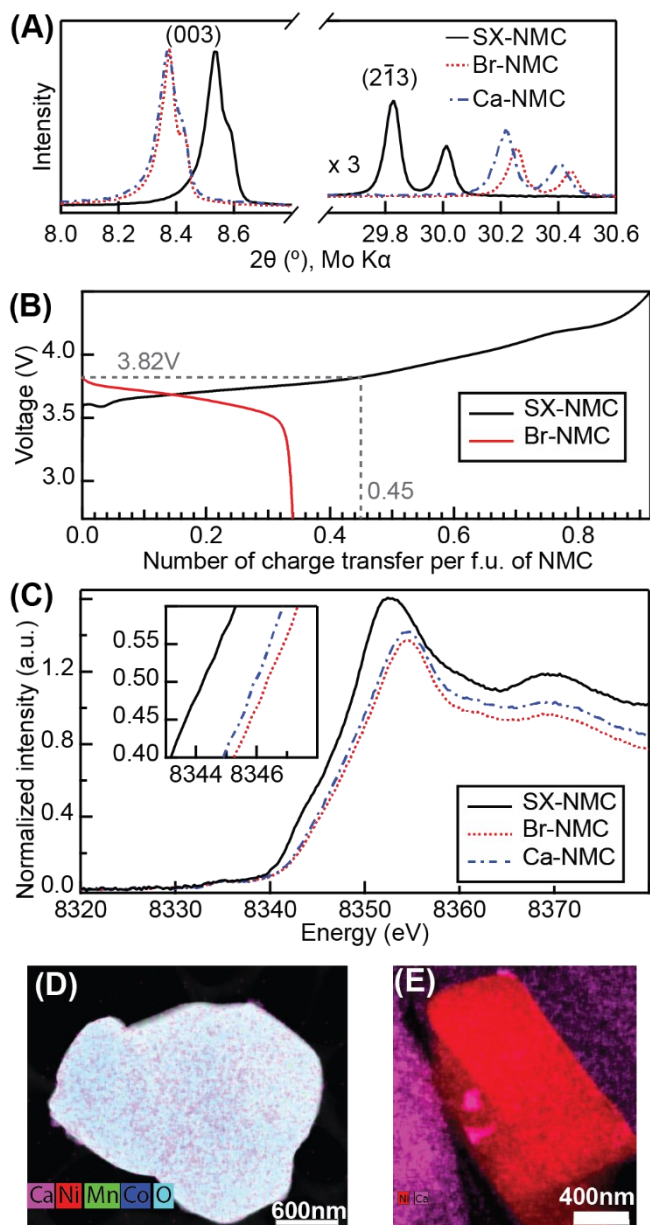 (A)
(003)
(21̄3)
SX-NMC
Br-NMC
Ca-NMC
x 3
Intensity
8.0 8.2 8.4 8.6 29.8 30.0 30.2 30.4 30.6
2θ (º), Mo Kα
(B)
Voltage (V)
4.0
3.5
3.0
3.82V
0.45
SX-NMC
Br-NMC
0.0 0.2 0.4 0.6 0.8
Number of charge transfer per f.u. of NMC
(C)
Normalized intensity (a.u.)
1.2
0.8
0.4
0.0
0.55
0.50
0.45
0.40
8344 8346
SX-NMC
Br-NMC
Ca-NMC
8320 8330 8340 8350 8360 8370
Energy (eV)
(D)
Ca Ni Mn Co O
600nm
(E)
Ni Ca
400nm